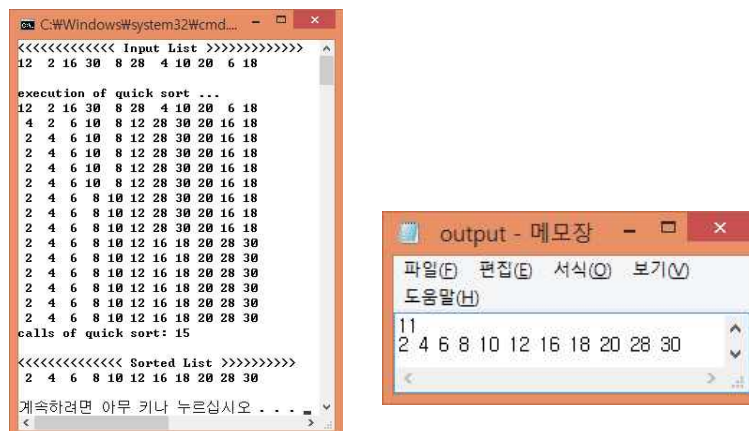 C:₩Windows₩system32₩cmd....
<<<<<<<<<<<<< Input List >>>>>>>>>>>>>
12 2 16 30 8 28 4 10 20 6 18
execution of quick sort ...
12 2 16 30 8 28 4 10 20 6 18
4 2 6 10 8 12 28 30 20 16 18
2 4 6 10 8 12 28 30 20 16 18
2 4 6 10 8 12 28 30 20 16 18
2 4 6 10 8 12 28 30 20 16 18
2 4 6 10 8 12 28 30 20 16 18
2 4 6 8 10 12 28 30 20 16 18
2 4 6 8 10 12 28 30 20 16 18
2 4 6 8 10 12 28 30 20 16 18
2 4 6 8 10 12 16 18 20 28 30
2 4 6 8 10 12 16 18 20 28 30
2 4 6 8 10 12 16 18 20 28 30
2 4 6 8 10 12 16 18 20 28 30
2 4 6 8 10 12 16 18 20 28 30
2 4 6 8 10 12 16 18 20 28 30
calls of quick sort: 15
<<<<<<<<<<<<<< Sorted List >>>>>>>>>>
2 4 6 8 10 12 16 18 20 28 30
계속하려면 아무 키나 누르십시오 . . .
output - 메모장
파일(F) 편집(E) 서식(O) 보기(V)
도움말(H)
11
2 4 6 8 10 12 16 18 20 28 30